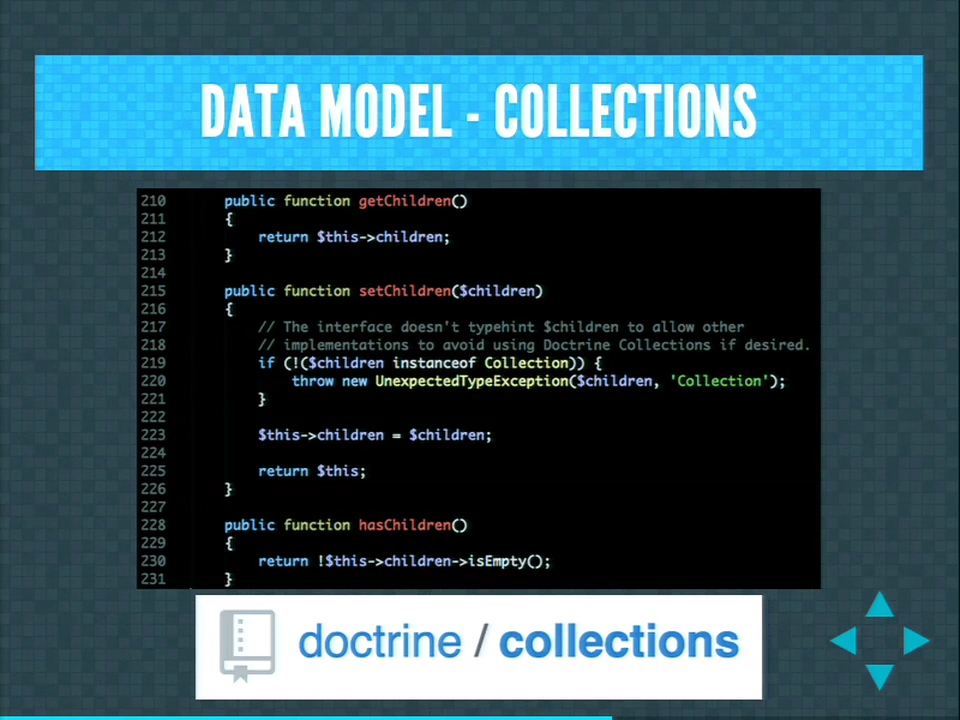 DATA MODEL - COLLECTIONS
210 public function getChildren()
211 {
212 return $this->children;
213 }
214
215 public function setChildren($children)
216 {
217 // The interface doesn't typehint $children to allow other
218 // implementations to avoid using Doctrine Collections if desired.
219 if (!($children instanceof Collection)) {
220 throw new UnexpectedTypeException($children, 'Collection');
221 }
222
223 $this->children = $children;
224
225 return $this;
226 }
227
228 public function hasChildren()
229 {
230 return !$this->children->isEmpty();
231 }
doctrine / collections